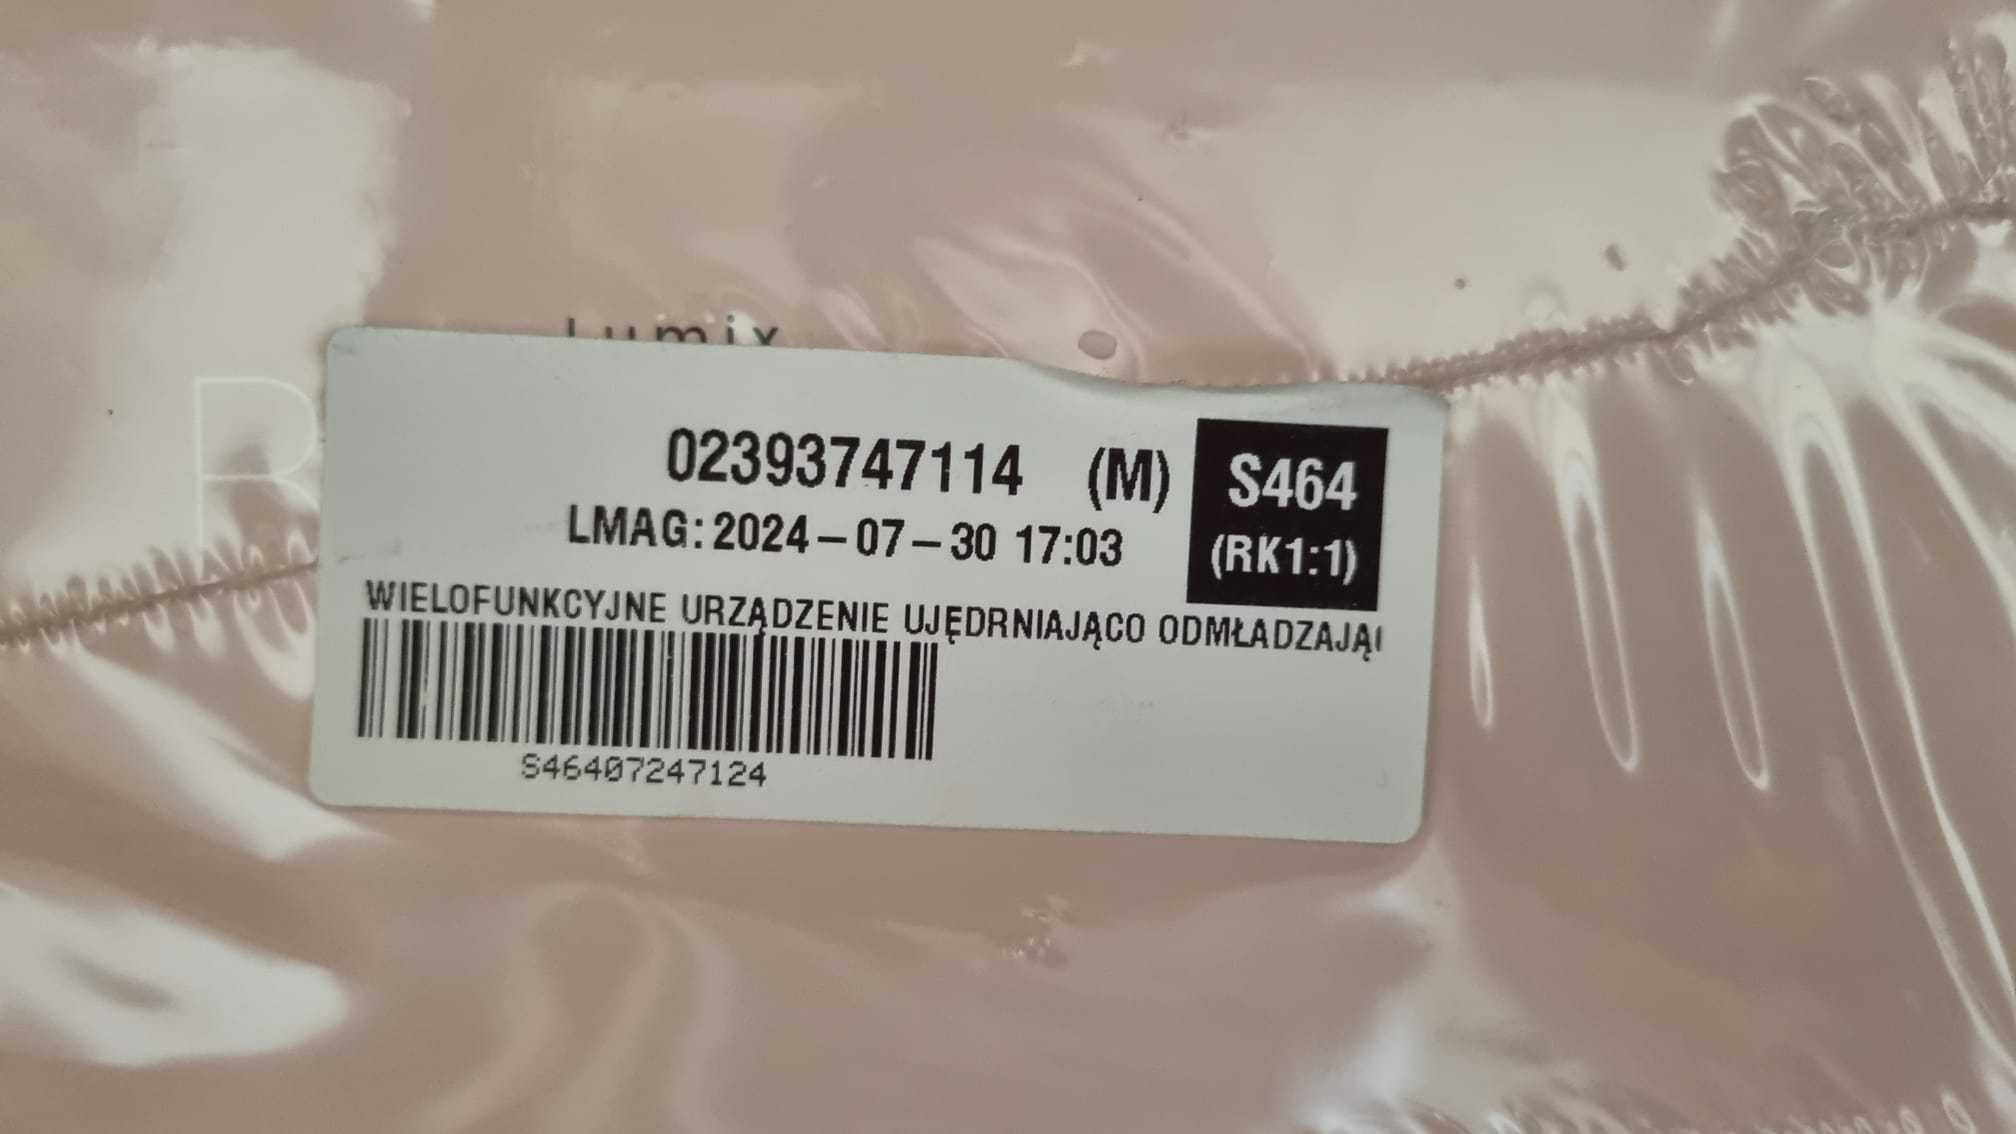 Lumix
B
02393747114 (M) S464
LMAG: 2024-07-30 17:03 (RK1:1)
WIELOFUNKCYJNE URZĄDZENIE UJĘDRNIAJĄCO ODMŁADZAJĄ
S46407247124